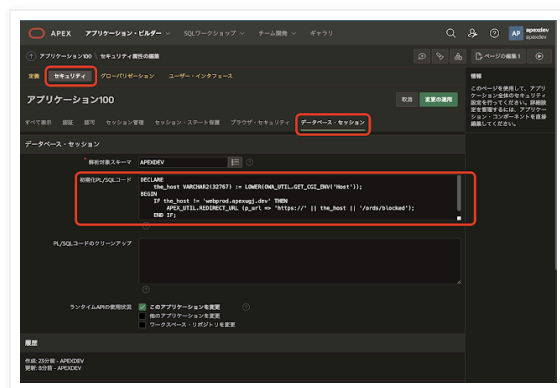 APEX アプリケーション・ビルダー SQLワークショップ チーム開発 ギャラリ AP apexdev apexdev
アプリケーション100 \ セキュリティ属性の編集 ページの編集1
定義 セキュリティ グローバリゼーション ユーザー・インタフェース
アプリケーション100 取消 変更の適用
すべて表示 認証 認可 セッション管理 セッション・ステート保護 ブラウザ・セキュリティ データベース・セッション
データベース・セッション
* 解析対象スキーマ APEXDEV
初期化PL/SQLコード DECLARE
the_host VARCHAR2(32767) := LOWER(OWA_UTIL.GET_CGI_ENV('Host'));
BEGIN
IF the_host != 'webprod.apexugj.dev' THEN
APEX_UTIL.REDIRECT_URL (p_url => 'https://' || the_host || '/ords/blocked');
END IF;
PL/SQLコードのクリーンアップ
ランタイムAPIの使用状況 このアプリケーションを変更
他のアプリケーションを変更
ワークスペース・リポジトリを変更
履歴
作成: 23分前 - APEXDEV
更新: 8分前 - APEXDEV
情報
このページを使用して、アプリケーション全体のセキュリティ設定を行ってください。詳細設定を管理するには、アプリケーション・コンポーネントを直接編集してください。